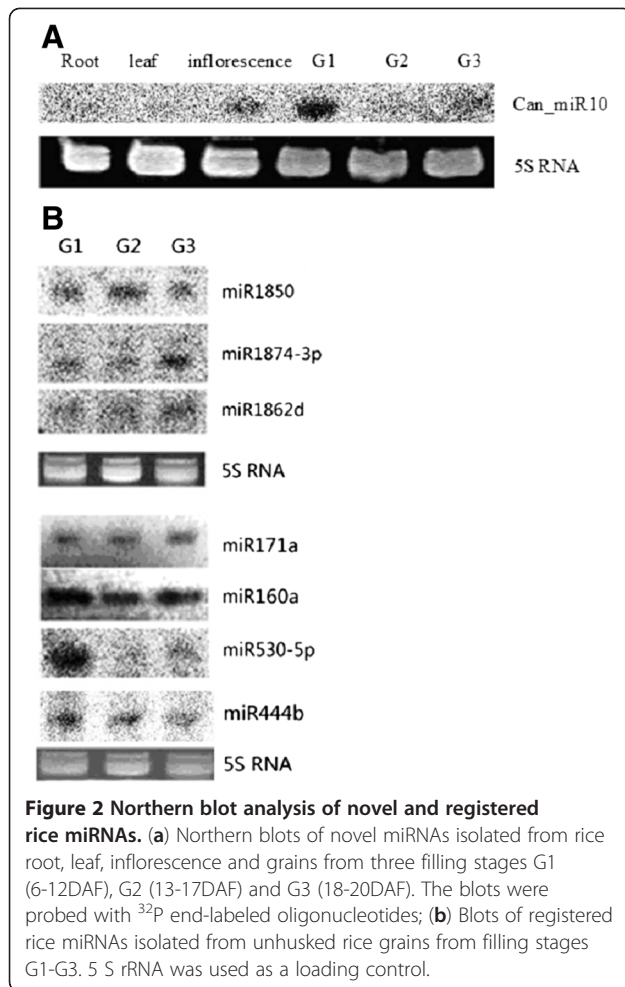 A
Root leaf inflorescence G1 G2 G3
Can_miR10
5S RNA
B
G1 G2 G3
miR1850
miR1874-3p
miR1862d
5S RNA
miR171a
miR160a
miR530-5p
miR444b
5S RNA
Figure 2 Northern blot analysis of novel and registered
rice miRNAs. (a) Northern blots of novel miRNAs isolated from rice
root, leaf, inflorescence and grains from three filling stages G1
(6-12DAF), G2 (13-17DAF) and G3 (18-20DAF). The blots were
probed with ³²P end-labeled oligonucleotides; (b) Blots of registered
rice miRNAs isolated from unhusked rice grains from filling stages
G1-G3. 5 S rRNA was used as a loading control.